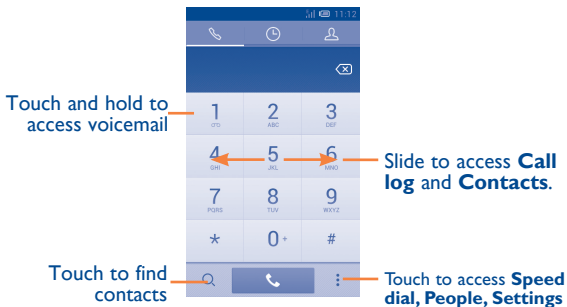 11:12
Touch and hold to
access voicemail
1
2 3
ABC DEF
4 5 6
GHI JKL MNO
Slide to access Call
log and Contacts.
7 8 9
PQRS TUV WXYZ
* 0 + #
Touch to find
contacts
Touch to access Speed
dial, People, Settings